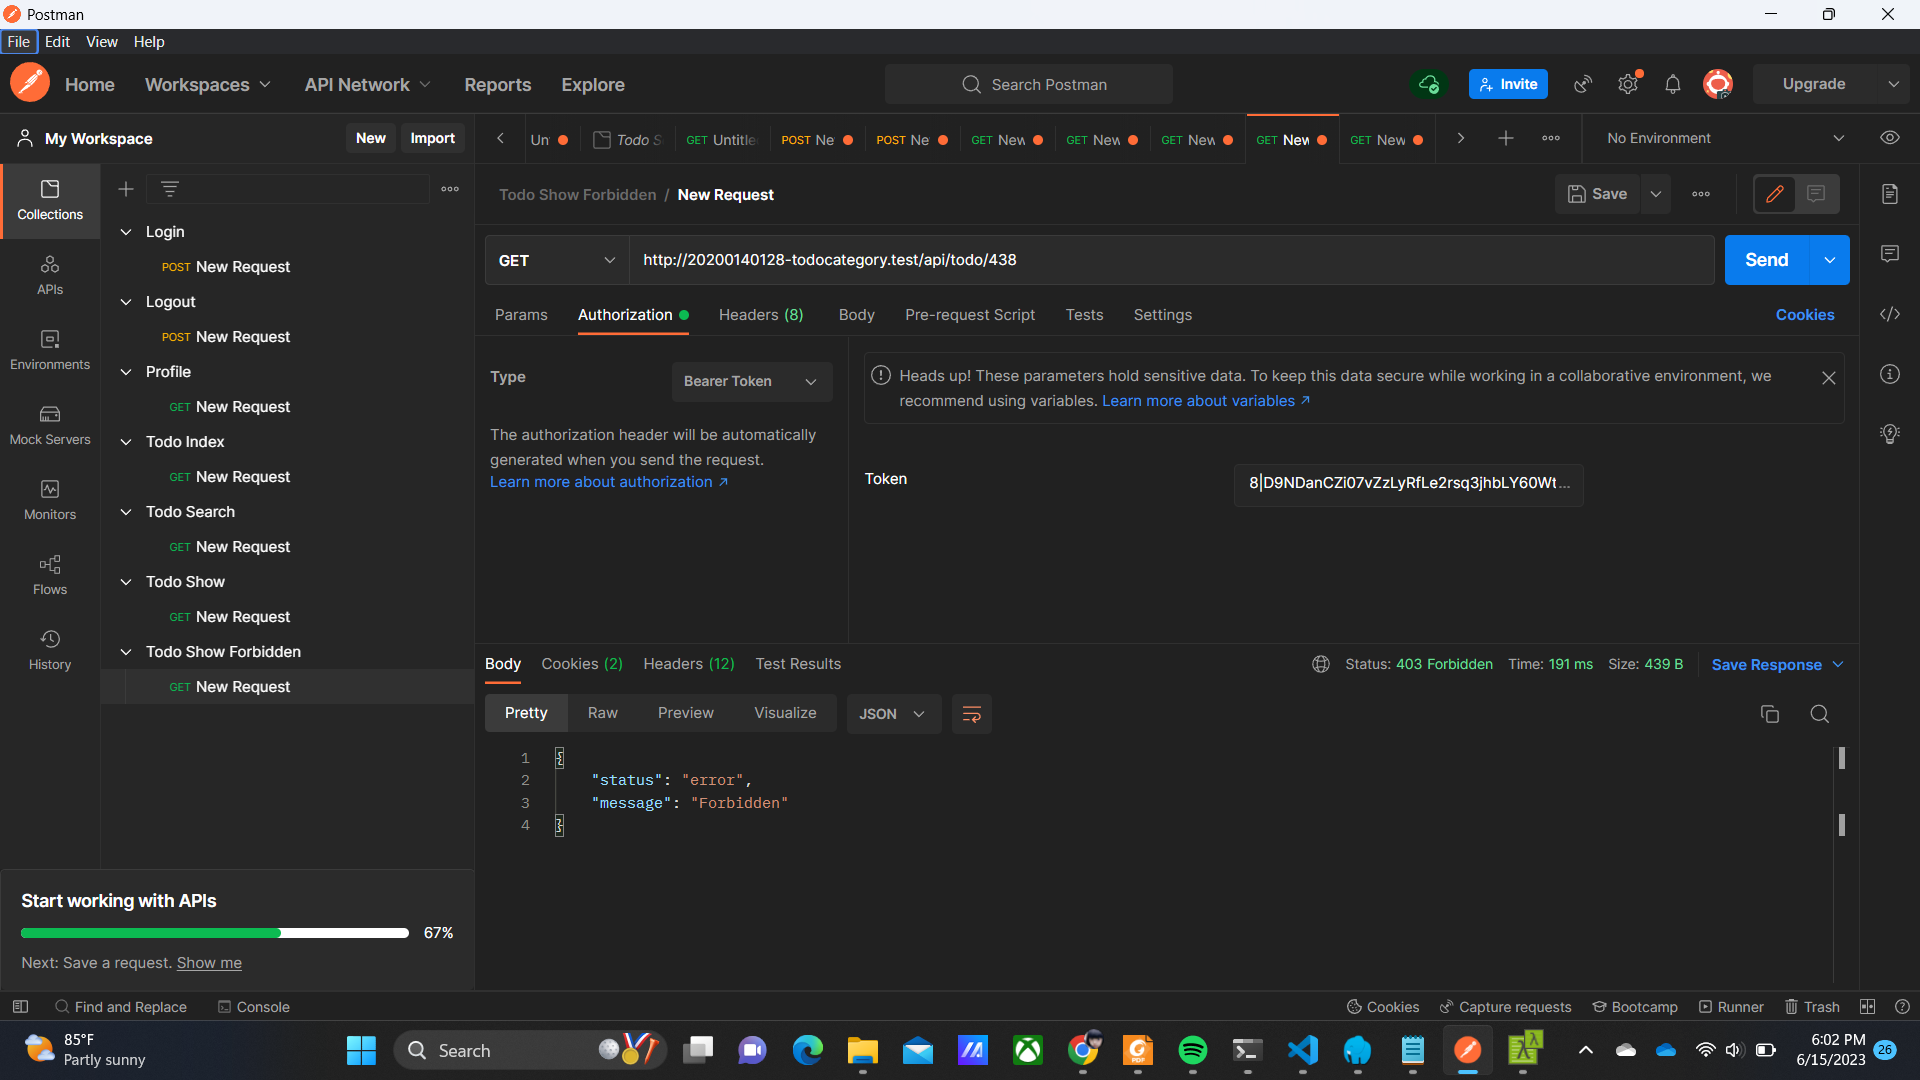 Postman
File Edit View Help
Home Workspaces API Network Reports Explore Search Postman Invite Upgrade
My Workspace New Import
Un Todo S GET Untitle POST Ne POST Ne GET New GET New GET New GET New GET New No Environment
Collections
APIs
Environments
Mock Servers
Monitors
Flows
History
Login
POST New Request
Logout
POST New Request
Profile
GET New Request
Todo Index
GET New Request
Todo Search
GET New Request
Todo Show
GET New Request
Todo Show Forbidden
GET New Request
Start working with APIs
67%
Next: Save a request. Show me
Todo Show Forbidden / New Request Save
GET http://20200140128-todocategory.test/api/todo/438 Send
Params Authorization Headers (8) Body Pre-request Script Tests Settings Cookies
Type Bearer Token
The authorization header will be automatically
generated when you send the request.
Learn more about authorization ↗
Heads up! These parameters hold sensitive data. To keep this data secure while working in a collaborative environment, we
recommend using variables. Learn more about variables ↗
Token 8|D9NDanCZi07vZzLyRfLe2rsq3jhbLY60Wt...
Body Cookies (2) Headers (12) Test Results Status: 403 Forbidden Time: 191 ms Size: 439 B Save Response
Pretty Raw Preview Visualize JSON
1 {
2 "status": "error",
3 "message": "Forbidden"
4 }
Find and Replace Console Cookies Capture requests Bootcamp Runner Trash
85°F
Partly sunny
Search
6:02 PM
6/15/2023
26